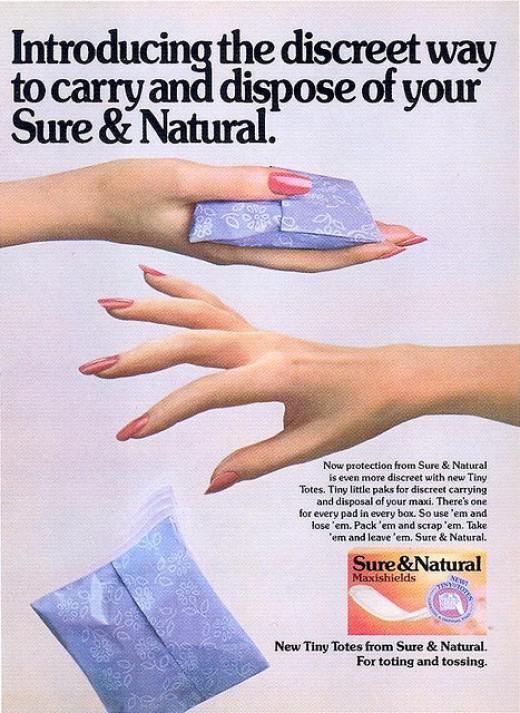 Introducing the discreet way
to carry and dispose of your
Sure & Natural.
Now protection from Sure & Natural
is even more discreet with new Tiny
Totes. Tiny little paks for discreet carrying
and disposal of your maxi. There's one
for every pad in every box. So use 'em and
lose 'em. Pack 'em and scrap 'em. Take
'em and leave 'em. Sure & Natural.
Sure & Natural
Maxishields
NEW!
TINY TOTES
New Tiny Totes from Sure & Natural.
For toting and tossing.